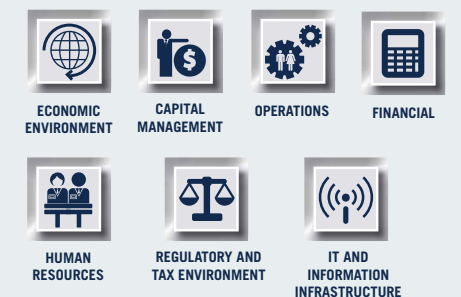 ECONOMIC
ENVIRONMENT
CAPITAL
MANAGEMENT
OPERATIONS
FINANCIAL
HUMAN
RESOURCES
REGULATORY AND
TAX ENVIRONMENT
IT AND
INFORMATION
INFRASTRUCTURE